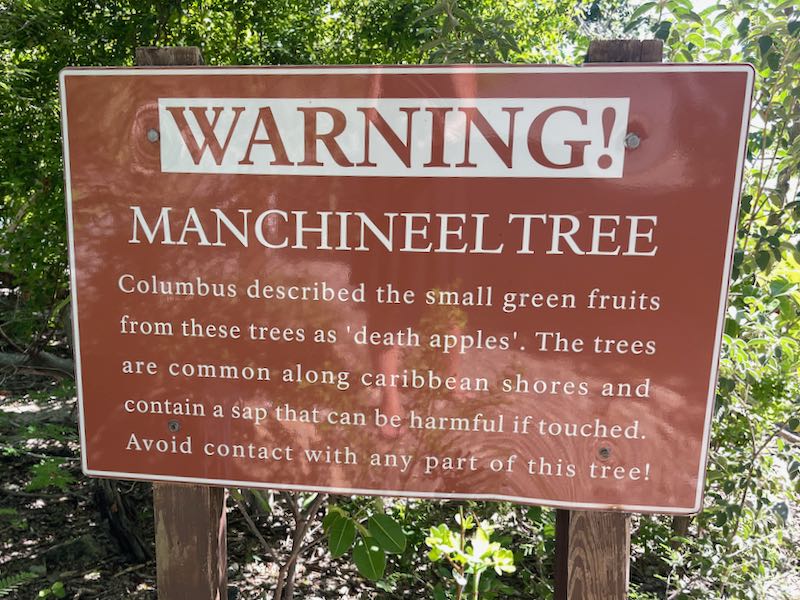 WARNING!
MANCHINEEL TREE
Columbus described the small green fruits
from these trees as 'death apples'. The trees
are common along caribbean shores and
contain a sap that can be harmful if touched.
Avoid contact with any part of this tree!